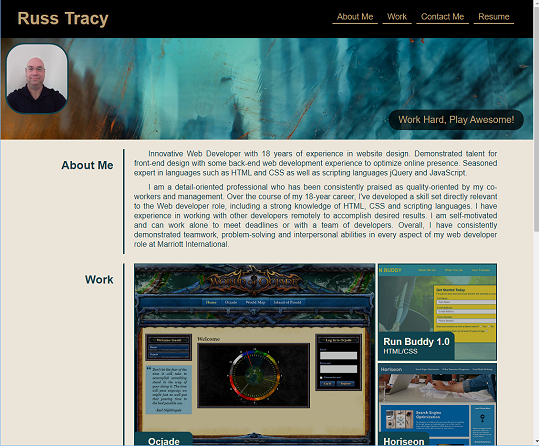 Russ Tracy
About Me
Work
Contact Me
Resume
Work Hard, Play Awesome!
About Me
Innovative Web Developer with 18 years of experience in website design. Demonstrated talent for
front-end design with some back-end web development experience to optimize online presence. Seasoned
expert in languages such as HTML and CSS as well as scripting languages jQuery and JavaScript.
I am a detail-oriented professional who has been consistently praised as quality-oriented by my co-
workers and management. Over the course of my 18-year career, I've developed a skill set directly relevant
to the Web developer role, including a strong knowledge of HTML, CSS and scripting languages. I have
experience in working with other developers remotely to accomplish desired results. I am self-motivated
and can work alone to meet deadlines or with a team of developers. Overall, I have consistently
demonstrated teamwork, problem-solving and interpersonal abilities in every aspect of my web developer
role at Marriott International.
Work
Home
Ocjade
World Map
Welcome
Ocjade
Run Buddy 1.0
HTML/CSS
Horiseon
Search Engine
Optimization
Horiseon